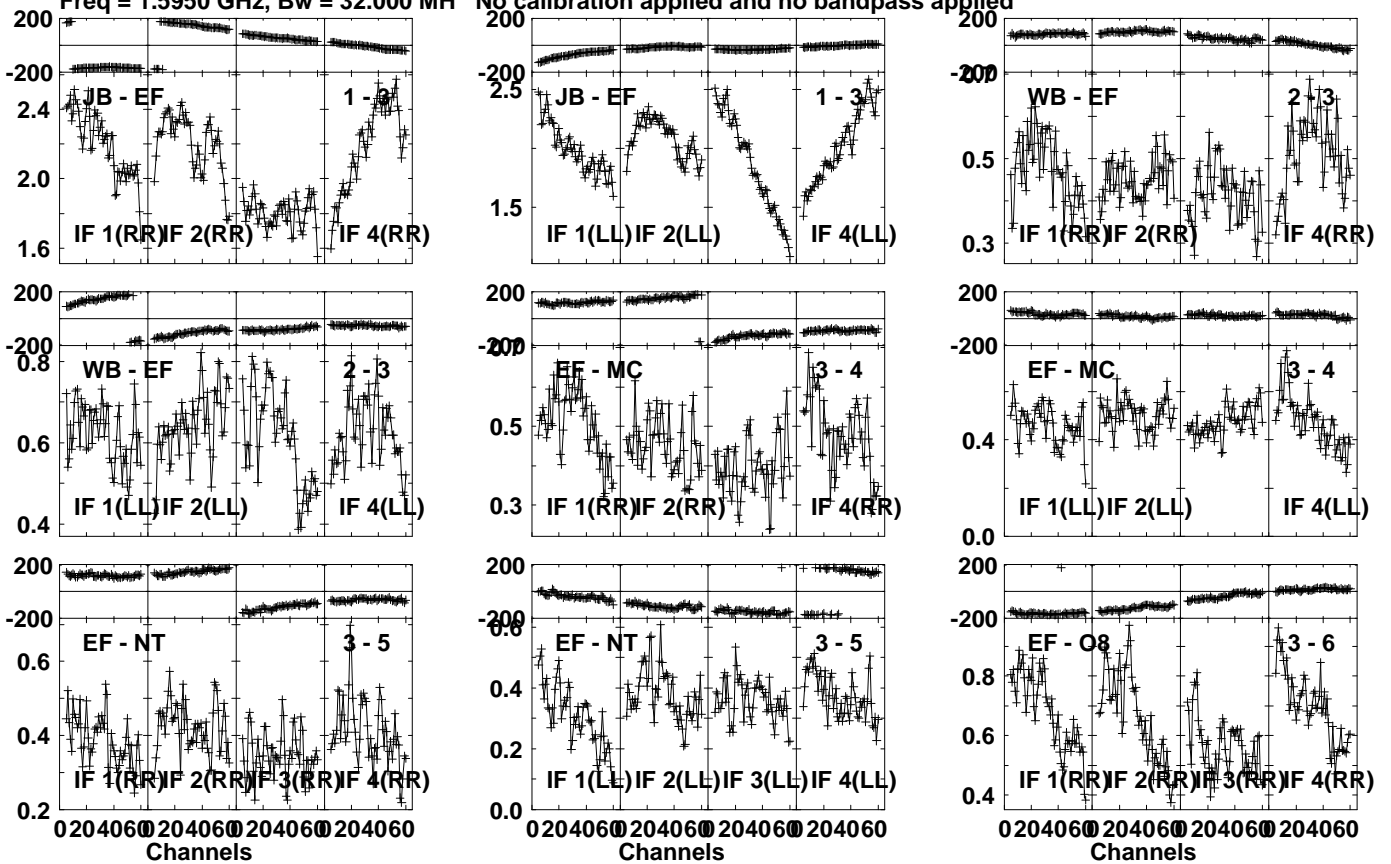 Freq = 1.5950 GHz, Bw = 32.000 MH No calibration applied and no bandpass applied
200
-200
JB - EF 1 - 3
2.4
2.0
1.6
IF 1(RR) IF 2(RR) IF 4(RR)
200
-200
JB - EF 1 - 3
2.5
1.5
IF 1(LL) IF 2(LL) IF 4(LL)
200
-200
0.7
WB - EF 2 - 3
0.5
0.3
IF 1(RR) IF 2(RR) IF 4(RR)
200
-200
WB - EF 2 - 3
0.8
0.6
0.4
IF 1(LL) IF 2(LL) IF 4(LL)
200
-200
0.7
EF - MC 3 - 4
0.5
0.3
IF 1(RR) IF 2(RR) IF 4(RR)
200
-200
EF - MC 3 - 4
0.4
0.0
IF 1(LL) IF 2(LL) IF 4(LL)
200
-200
EF - NT 3 - 5
0.6
0.4
0.2
IF 1(RR) IF 2(RR) IF 3(RR) IF 4(RR)
0 20 40 60 0 20 40 60 0 20 40 60 0 20 40 60
Channels
200
-200
0.6
EF - NT 3 - 5
0.4
0.2
0.0
IF 1(LL) IF 2(LL) IF 3(LL) IF 4(LL)
0 20 40 60 0 20 40 60 0 20 40 60 0 20 40 60
Channels
200
-200
EF - O8 3 - 6
0.8
0.6
0.4
IF 1(RR) IF 2(RR) IF 3(RR) IF 4(RR)
0 20 40 60 0 20 40 60 0 20 40 60 0 20 40 60
Channels